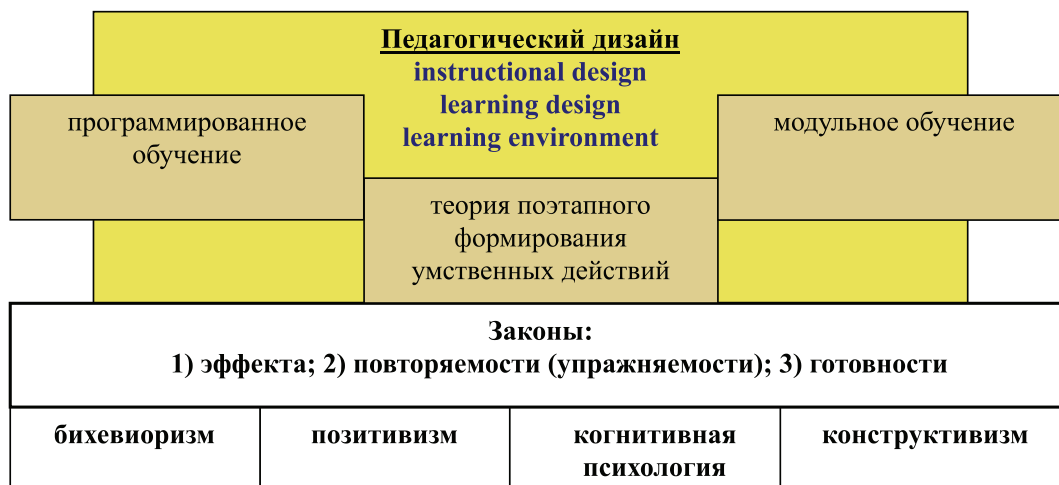 Педагогический дизайн
instructional design
learning design
learning environment
программированное
обучение
модульное обучение
теория поэтапного
формирования
умственных действий
Законы:
1) эффекта; 2) повторяемости (упражняемости); 3) готовности
бихевиоризм
позитивизм
когнитивная
психология
конструктивизм